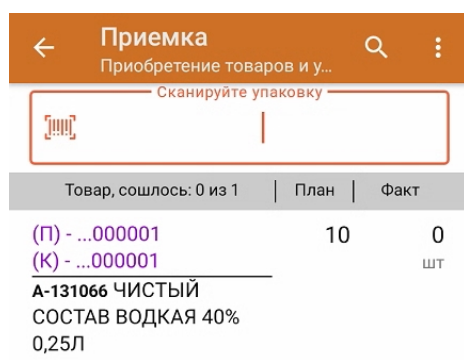 Приемка
Приобретение товаров и у...
Сканируйте упаковку
Товар, сошлось: 0 из 1 | План | Факт
(П) - ...000001 10 0
(К) - ...000001 шт
А-131066 ЧИСТЫЙ
СОСТАВ ВОДКАЯ 40%
0,25Л